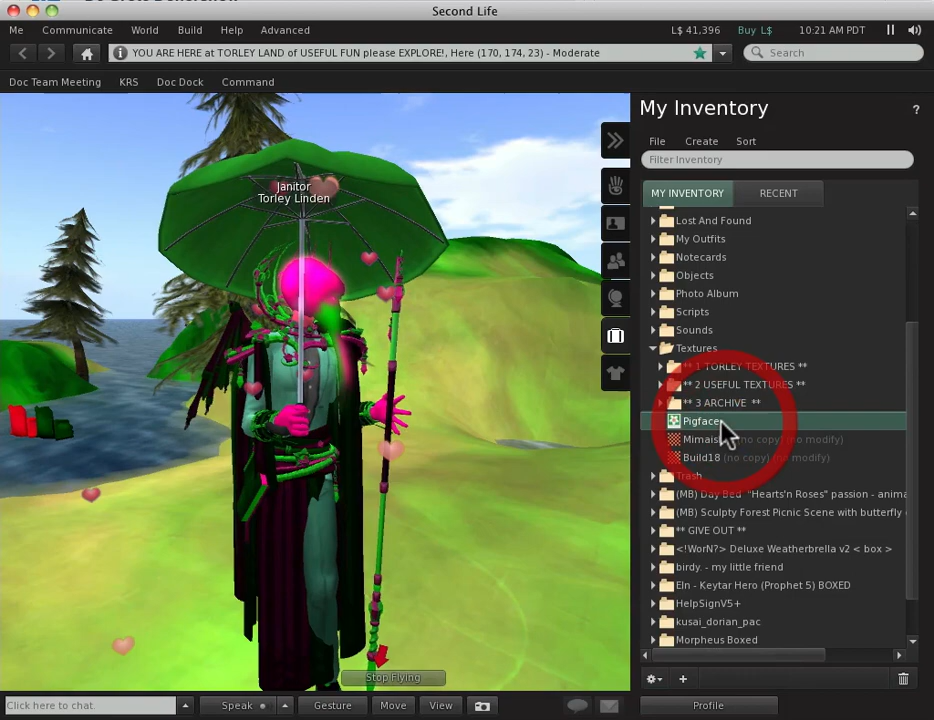 Second Life
Me Communicate World Build Help Advanced L$ 41,396 Buy L$ 10:21 AM PDT
YOU ARE HERE at TORLEY LAND of USEFUL FUN please EXPLORE!, Here (170, 174, 23) - Moderate Search
Doc Team Meeting KRS Doc Dock Command
My Inventory ?
File Create Sort
Filter Inventory
MY INVENTORY RECENT
Janitor
Torley Linden
Lost And Found
My Outfits
Notecards
Objects
Photo Album
Scripts
Sounds
Textures
** 1 TORLEY TEXTURES **
** 2 USEFUL TEXTURES **
** 3 ARCHIVE **
Pigface
(no copy) (no modify)
Build18 (no copy) (no modify)
Trash
(MB) Day Bed "Hearts'n Roses" passion - anima
(MB) Sculpty Forest Picnic Scene with butterfly
** GIVE OUT **
<!WorN?> Deluxe Weatherbrella v2 < box >
birdy. - my little friend
Eln - Keytar Hero (Prophet 5) BOXED
HelpSignV5+
kusai_dorian_pac
Morpheus Boxed
Stop Flying
Click here to chat. Speak Gesture Move View Profile